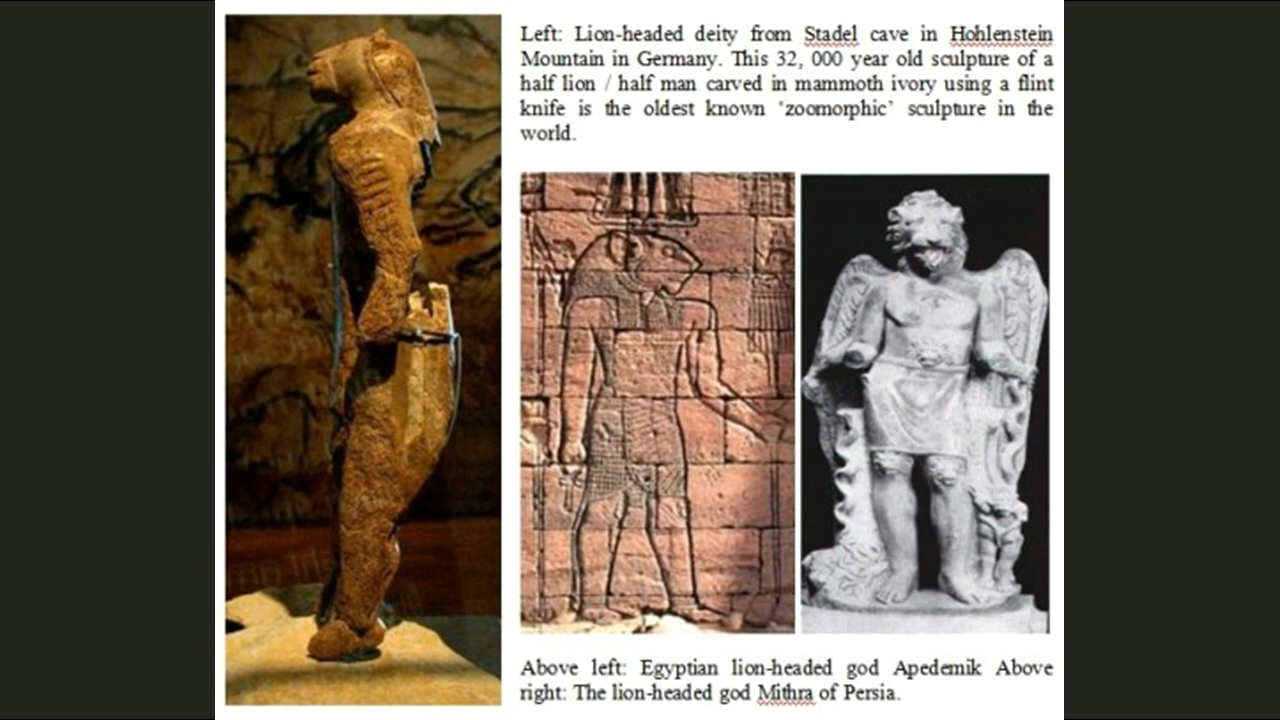 Left: Lion-headed deity from Stadel cave in Hohlenstein
Mountain in Germany. This 32, 000 year old sculpture of a
half lion / half man carved in mammoth ivory using a flint
knife is the oldest known ‘zoomorphic’ sculpture in the
world.
Above left: Egyptian lion-headed god Apedemik Above
right: The lion-headed god Mithra of Persia.